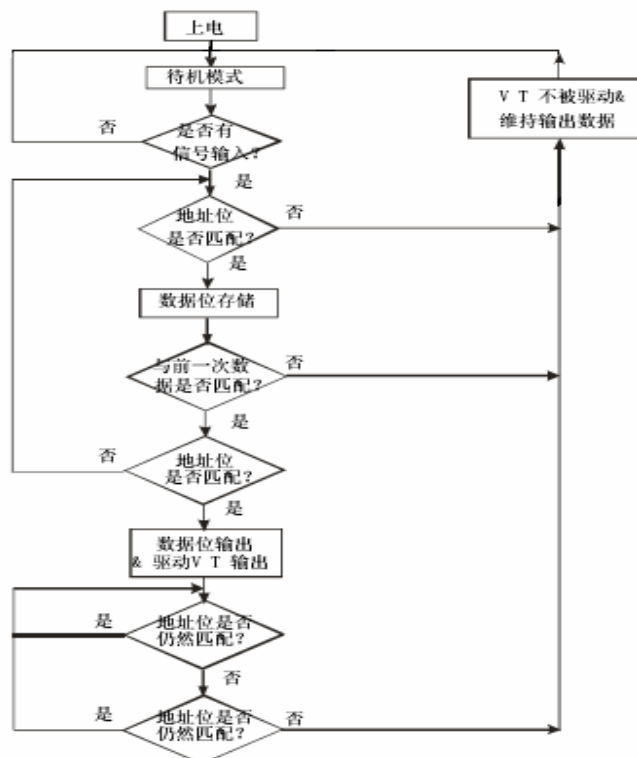 上电
待机模式
V T 不被驱动&
维持输出数据
否
是否有
信号输入?
是
地址位
是否匹配?
否
是
数据位存储
与前一次数
据是否匹配?
否
是
否
地址位
是否匹配?
是
数据位输出
& 驱动V T 输出
是
地址位是否
仍然匹配?
否
是
地址位是否
仍然匹配?
否